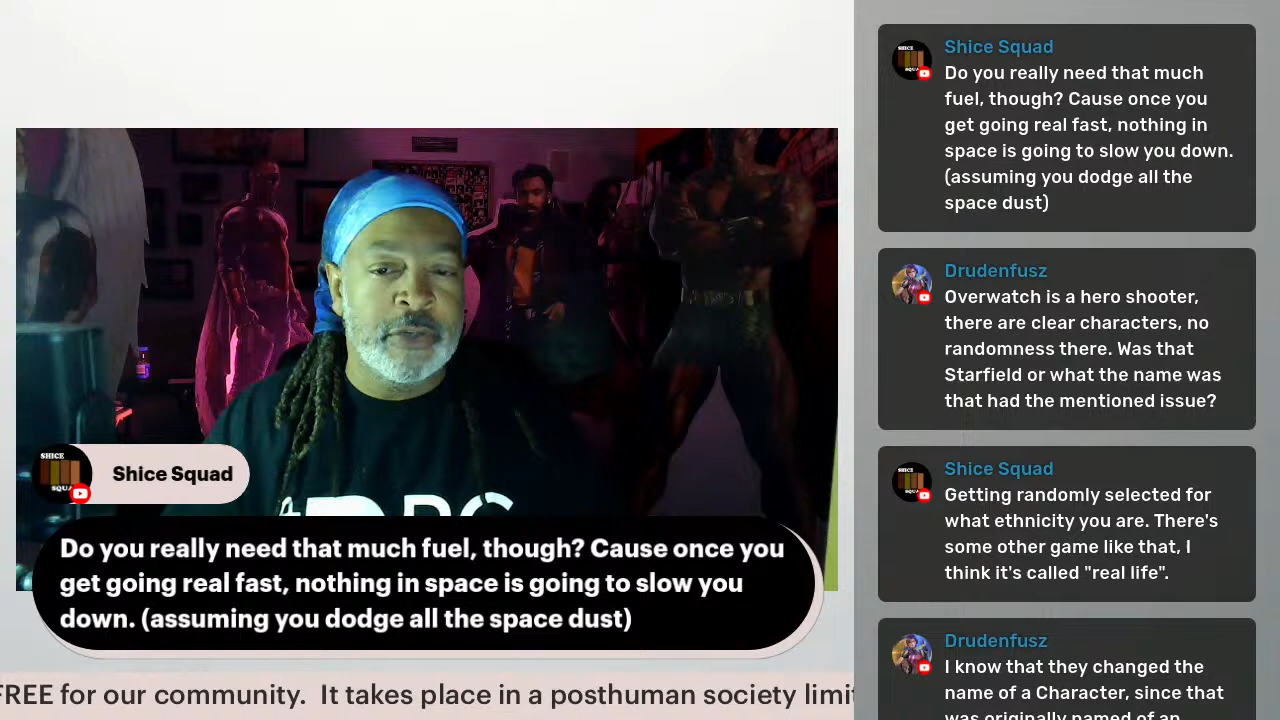 Shice Squad
Do you really need that much fuel, though? Cause once you
get going real fast, nothing in space is going to slow you
down. (assuming you dodge all the space dust)
FREE for our community.  It takes place in a posthuman society limit
Shice Squad
Do you really need that much
fuel, though? Cause once you
get going real fast, nothing in
space is going to slow you down.
(assuming you dodge all the
space dust)
Drudenfusz
Overwatch is a hero shooter,
there are clear characters, no
randomness there. Was that
Starfield or what the name was
that had the mentioned issue?
Shice Squad
Getting randomly selected for
what ethnicity you are. There's
some other game like that, I
think it's called "real life".
Drudenfusz
I know that they changed the
name of a Character, since that
was originally named of an